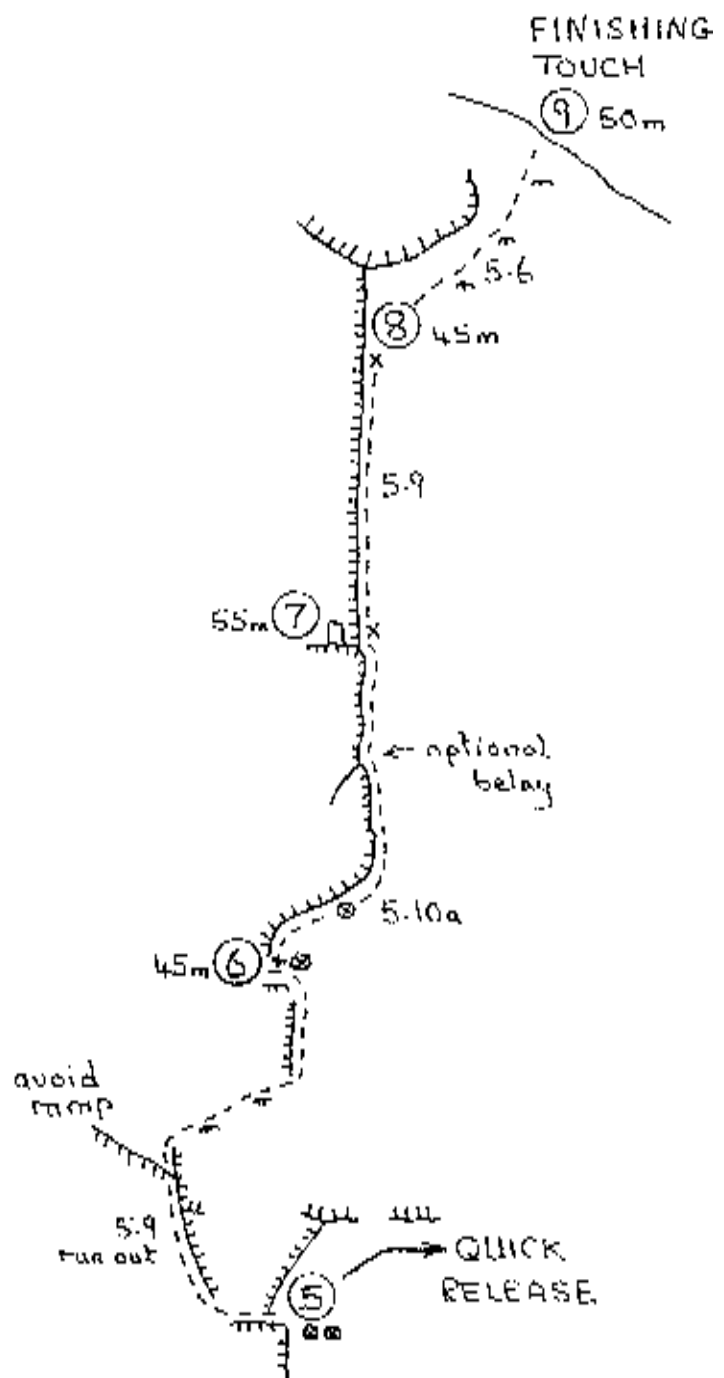 FINISHING
TOUCH
9 50m
5.6
8 45m
5.9
55m 7
optional
belay
5.10a
45m 6
avoid
ramp
5.9
run out
5
QUICK
RELEASE